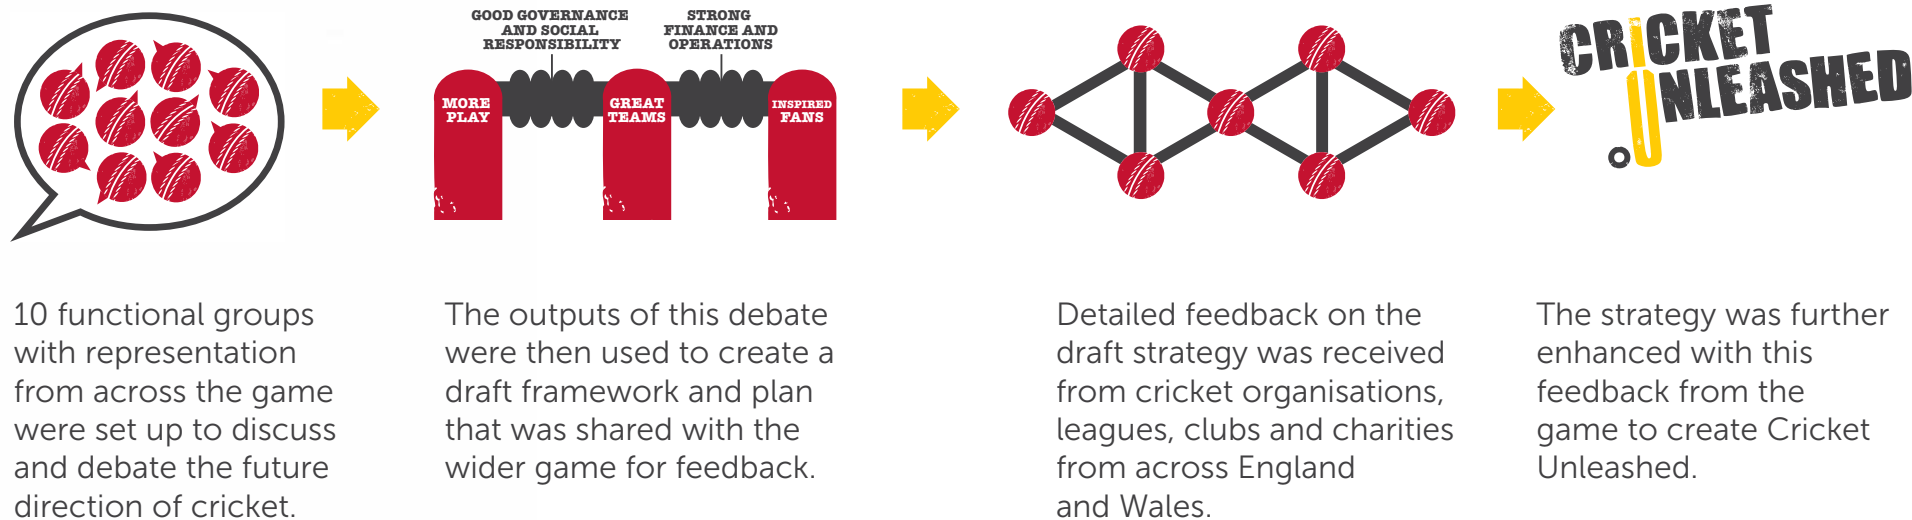 GOOD GOVERNANCE
AND SOCIAL
RESPONSIBILITY
STRONG
FINANCE AND
OPERATIONS
MORE
PLAY
GREAT
TEAMS
INSPIRED
FANS
CRICKET
UNLEASHED
10 functional groups
with representation
from across the game
were set up to discuss
and debate the future
direction of cricket.
The outputs of this debate
were then used to create a
draft framework and plan
that was shared with the
wider game for feedback.
Detailed feedback on the
draft strategy was received
from cricket organisations,
leagues, clubs and charities
from across England
and Wales.
The strategy was further
enhanced with this
feedback from the
game to create Cricket
Unleashed.